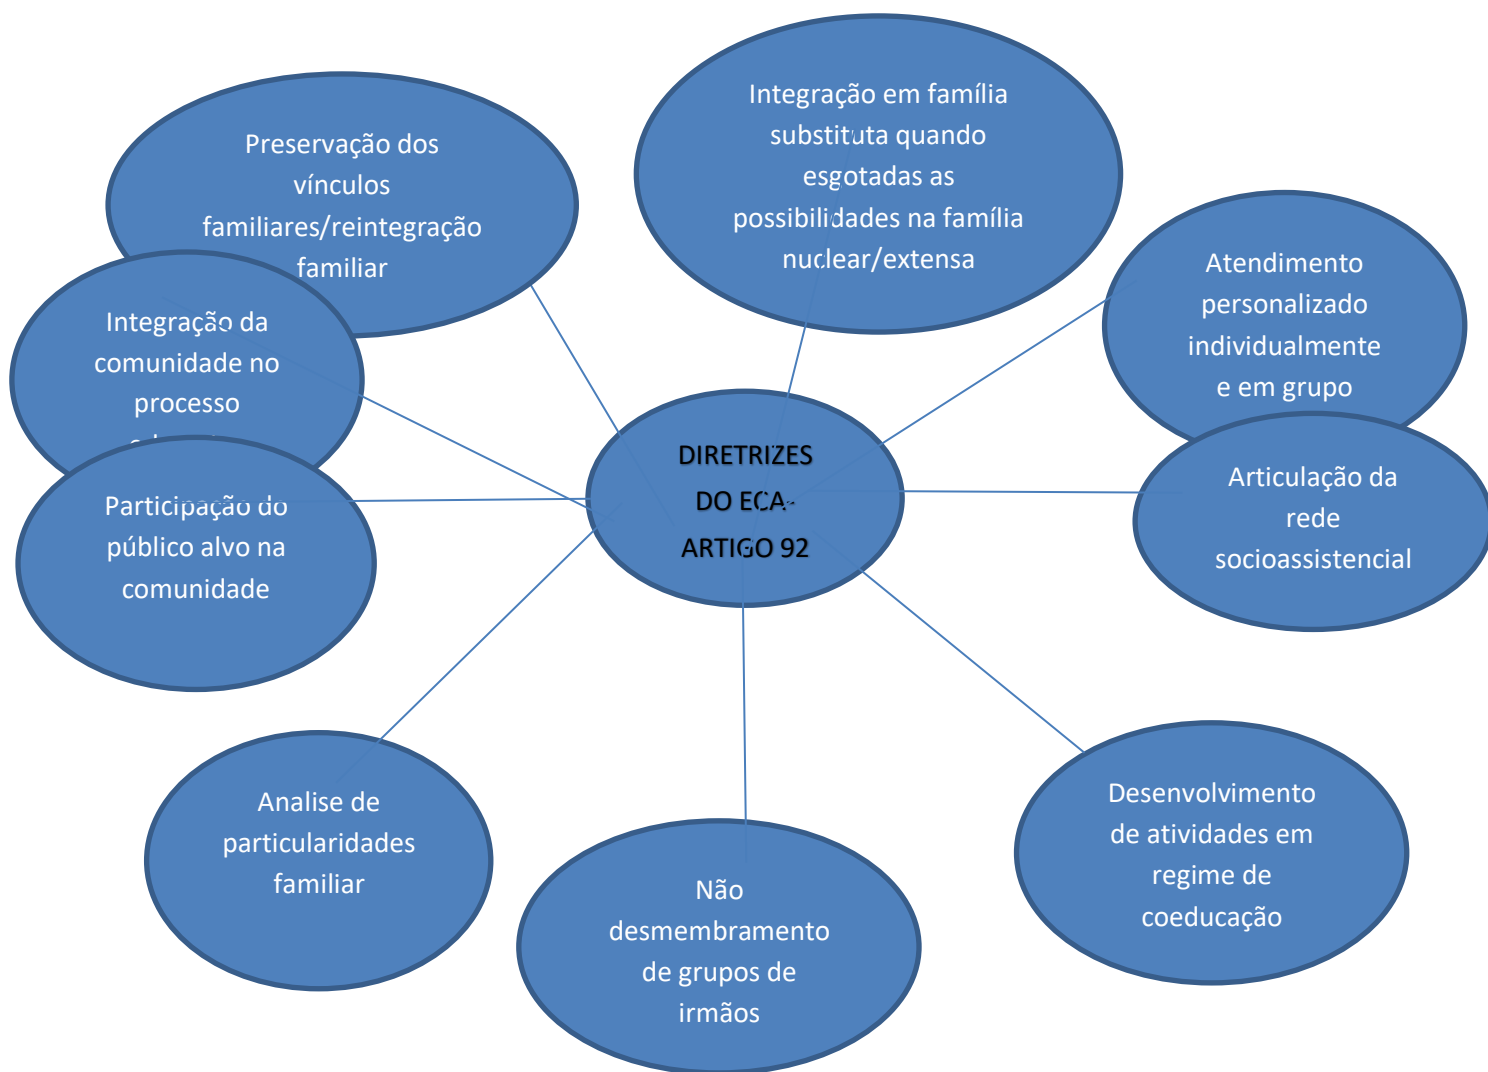 Preservação dos
vínculos
familiares/reintegração
familiar
Integração em família
substituta quando
esgotadas as
possibilidades na família
nuclear/extensa
Atendimento
personalizado
individualmente
e em grupo
Integração da
comunidade no
processo
DIRETRIZES
DO ECA-
ARTIGO 92
Articulação da
rede
socioassistencial
Participação do
público alvo na
comunidade
Analise de
particularidades
familiar
Não
desmembramento
de grupos de
irmãos
Desenvolvimento
de atividades em
regime de
coeducação